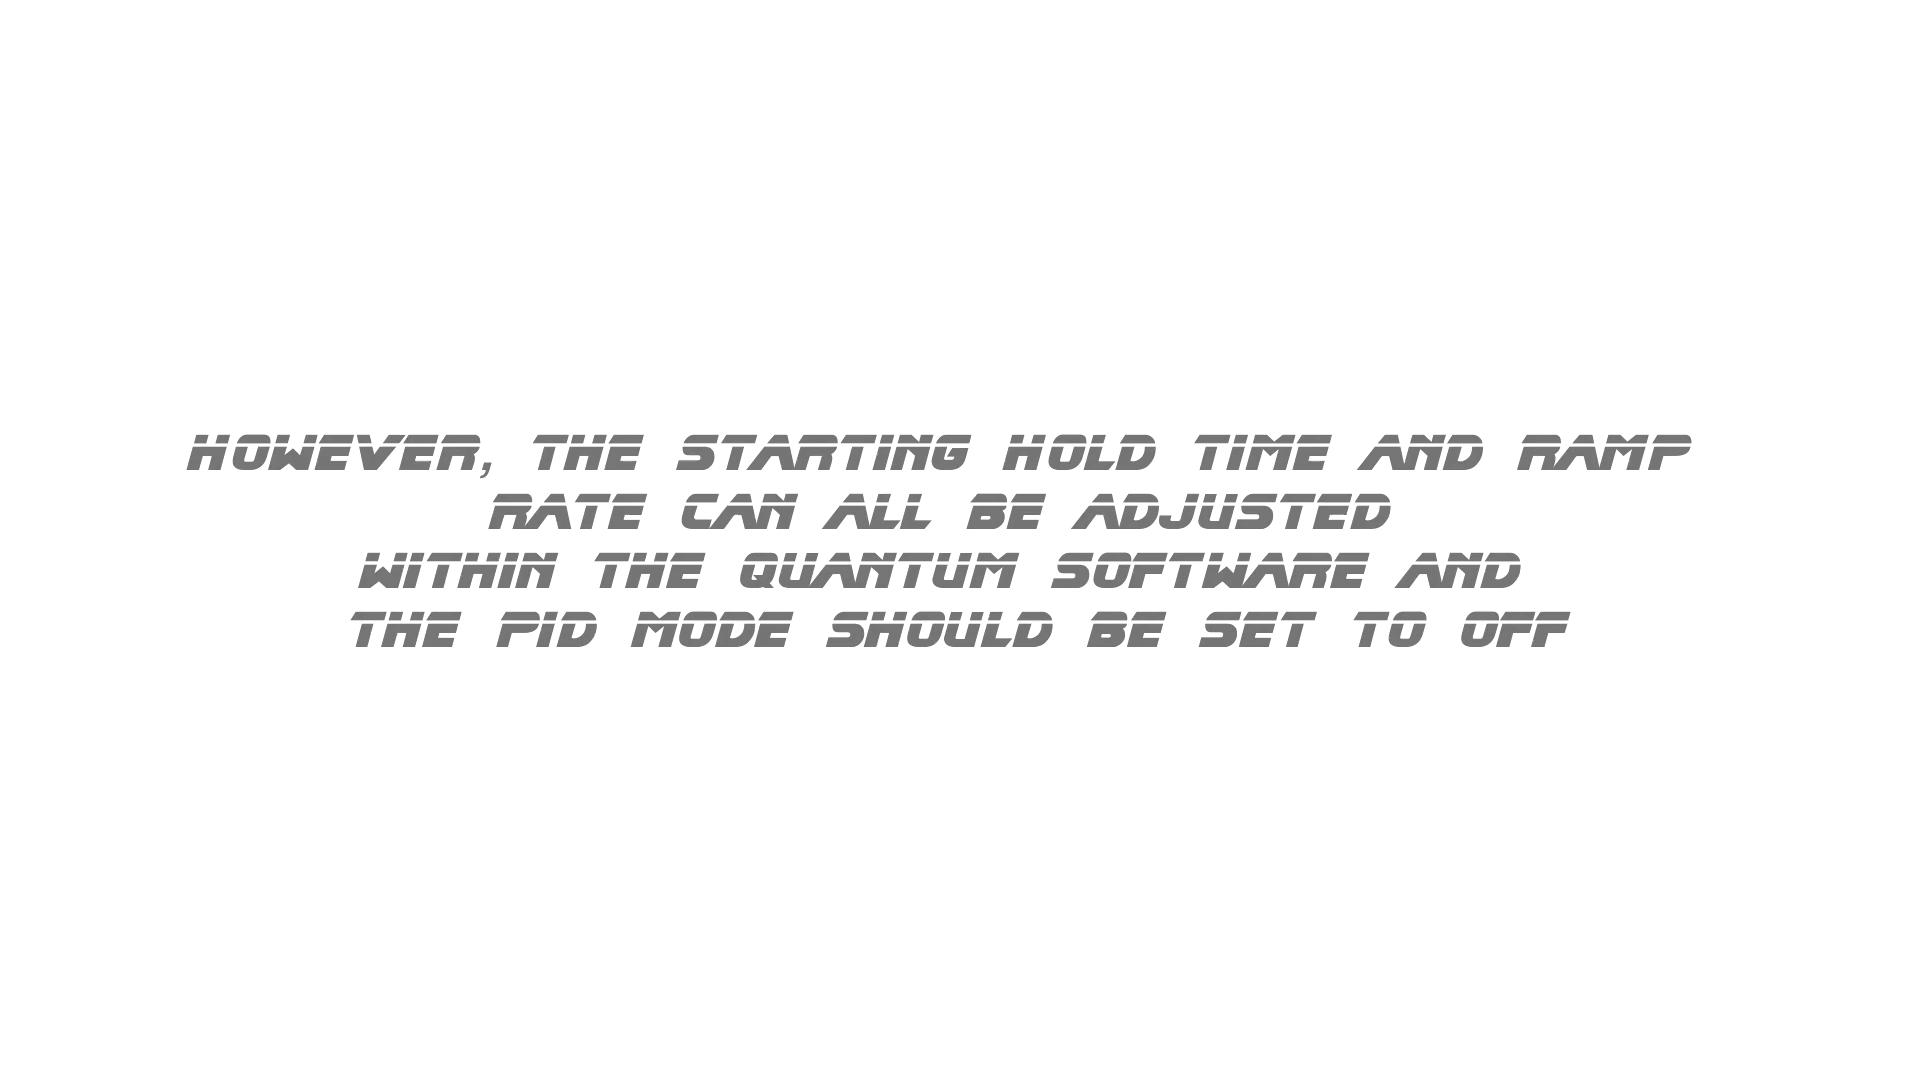 HOWEVER, THE STARTING HOLD TIME AND RAMP
RATE CAN ALL BE ADJUSTED
WITHIN THE QUANTUM SOFTWARE AND
THE PID MODE SHOULD BE SET TO OFF